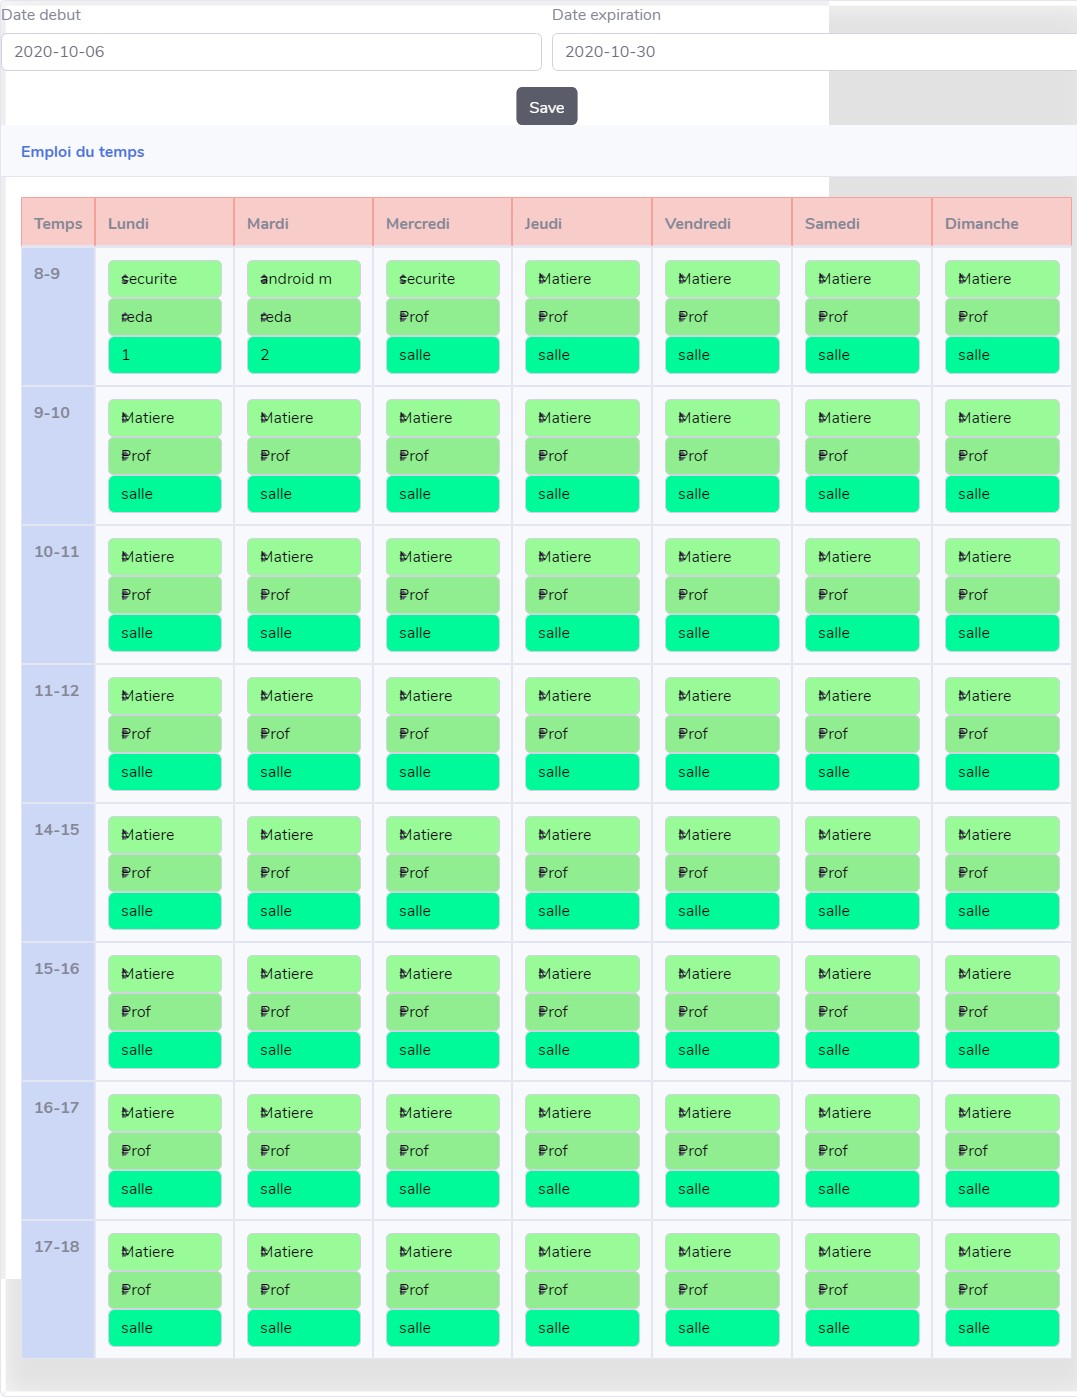 Date debut Date expiration
2020-10-06 2020-10-30
Save
Emploi du temps
Temps Lundi Mardi Mercredi Jeudi Vendredi Samedi Dimanche
8-9 securite android m securite Matiere Matiere Matiere Matiere
reda reda Prof Prof Prof Prof Prof
1 2 salle salle salle salle salle
9-10 Matiere Matiere Matiere Matiere Matiere Matiere Matiere
Prof Prof Prof Prof Prof Prof Prof
salle salle salle salle salle salle salle
10-11 Matiere Matiere Matiere Matiere Matiere Matiere Matiere
Prof Prof Prof Prof Prof Prof Prof
salle salle salle salle salle salle salle
11-12 Matiere Matiere Matiere Matiere Matiere Matiere Matiere
Prof Prof Prof Prof Prof Prof Prof
salle salle salle salle salle salle salle
14-15 Matiere Matiere Matiere Matiere Matiere Matiere Matiere
Prof Prof Prof Prof Prof Prof Prof
salle salle salle salle salle salle salle
15-16 Matiere Matiere Matiere Matiere Matiere Matiere Matiere
Prof Prof Prof Prof Prof Prof Prof
salle salle salle salle salle salle salle
16-17 Matiere Matiere Matiere Matiere Matiere Matiere Matiere
Prof Prof Prof Prof Prof Prof Prof
salle salle salle salle salle salle salle
17-18 Matiere Matiere Matiere Matiere Matiere Matiere Matiere
Prof Prof Prof Prof Prof Prof Prof
salle salle salle salle salle salle salle